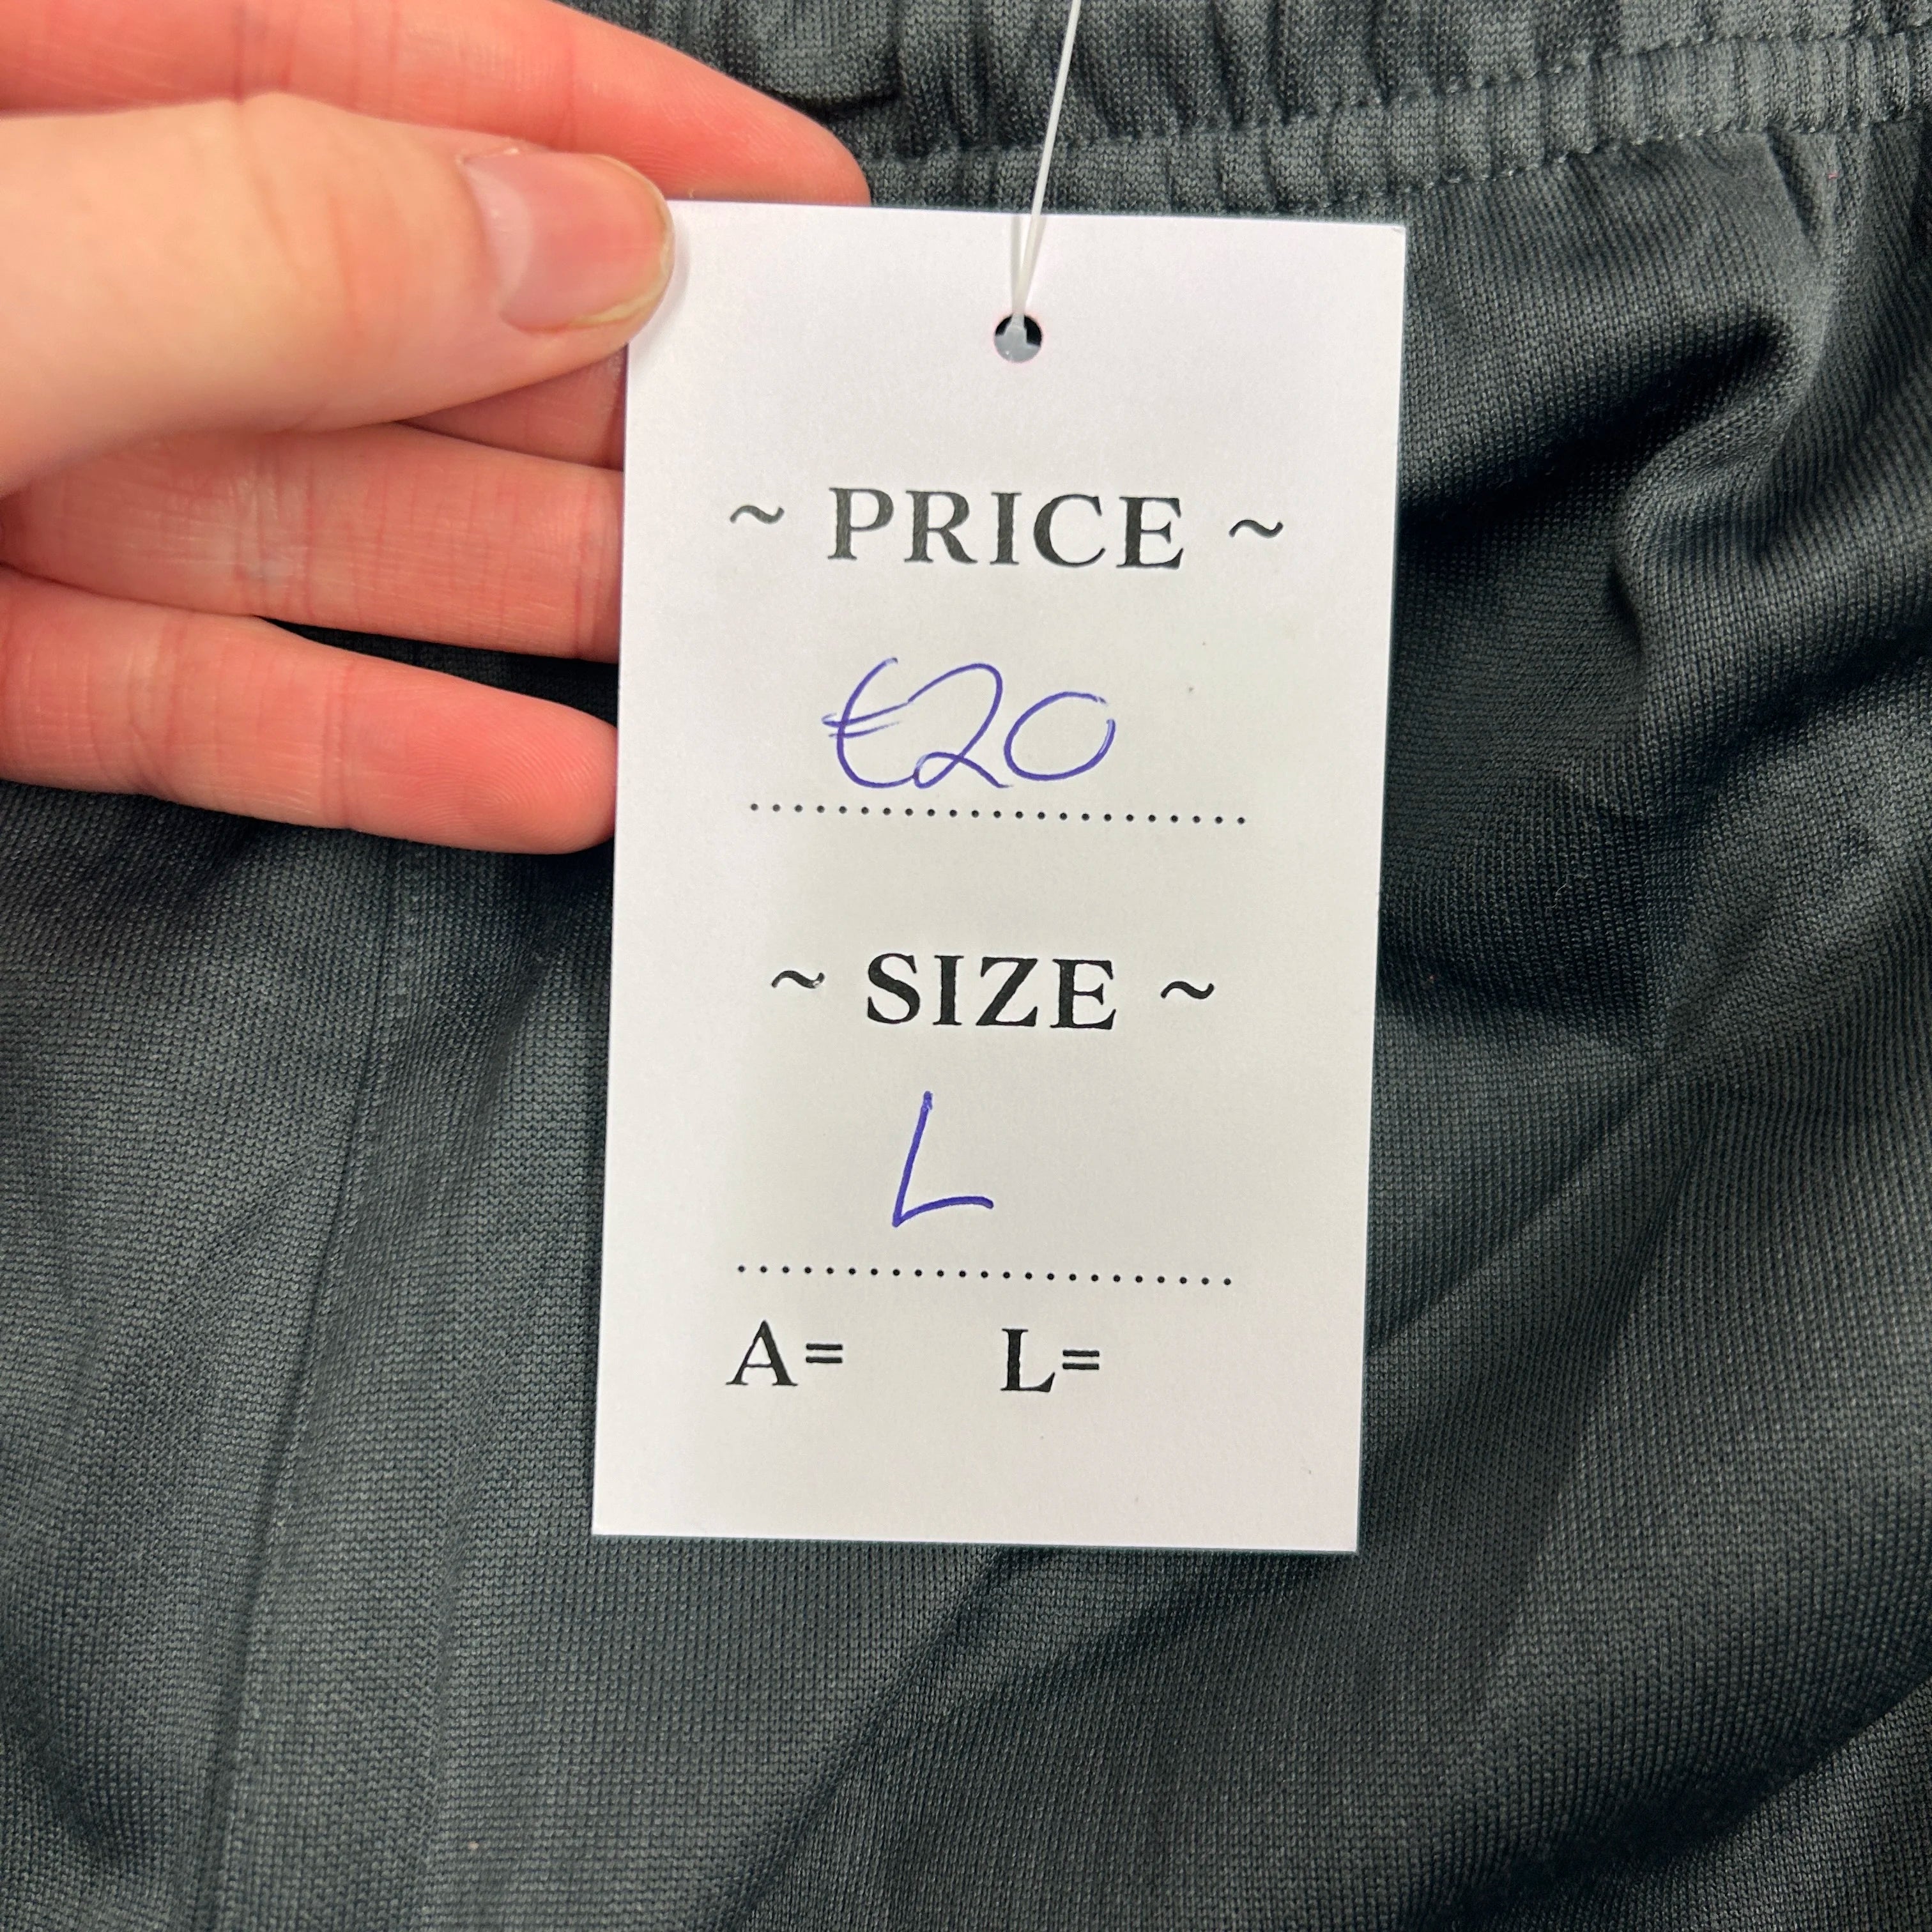 ~ PRICE ~
€20
~ SIZE ~
L
A= L=